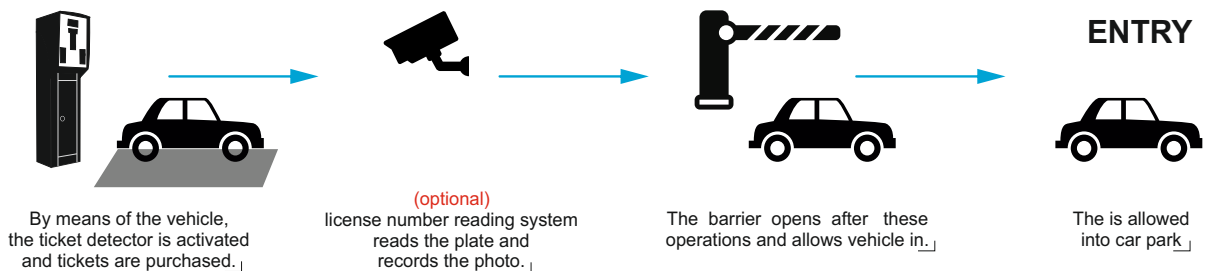 ENTRY
By means of the vehicle,
the ticket detector is activated
and tickets are purchased.
(optional)
license number reading system
reads the plate and
records the photo.
The barrier opens after these
operations and allows vehicle in.
The is allowed
into car park